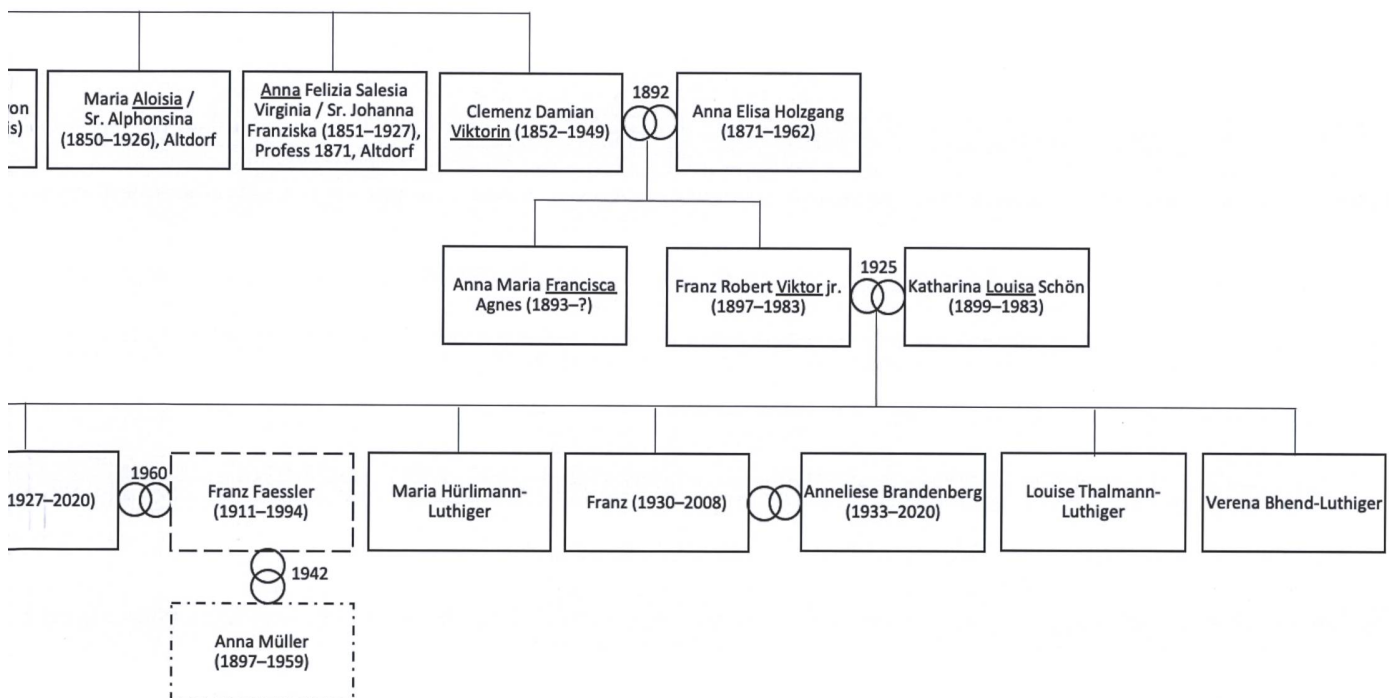 on
is)
Maria Aloisia /
Sr. Alphonsina
(1850–1926), Altdorf
Anna Felizia Salesia
Virginia / Sr. Johanna
Franziska (1851–1927),
Profess 1871, Altdorf
Clemenz Damian
Viktorin (1852–1949)
1892
Anna Elisa Holzgang
(1871–1962)
Anna Maria Francisca
Agnes (1893–?)
Franz Robert Viktor jr.
(1897–1983)
1925
Katharina Louisa Schön
(1899–1983)
1927–2020)
1960
Franz Faessler
(1911–1994)
Maria Hürlimann-
Luthiger
Franz (1930–2008)
Anneliese Brandenberg
(1933–2020)
Louise Thalmann-
Luthiger
Verena Bhend-Luthiger
1942
Anna Müller
(1897–1959)